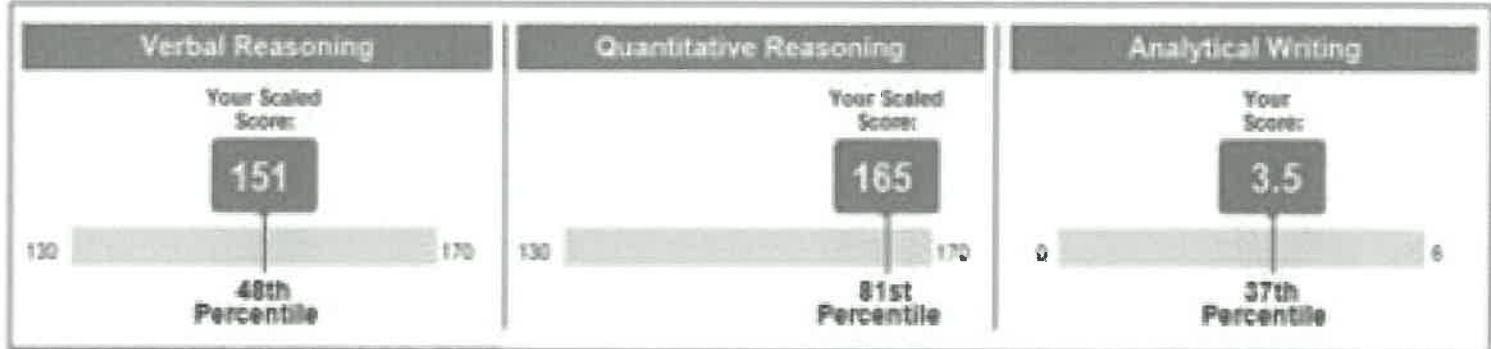 Verbal Reasoning
Your Scaled
Score:
151
130
170
48th
Percentile
Quantitative Reasoning
Your Scaled
Score:
165
130
170
81st
Percentile
Analytical Writing
Your
Score:
3.5
0
6
37th
Percentile